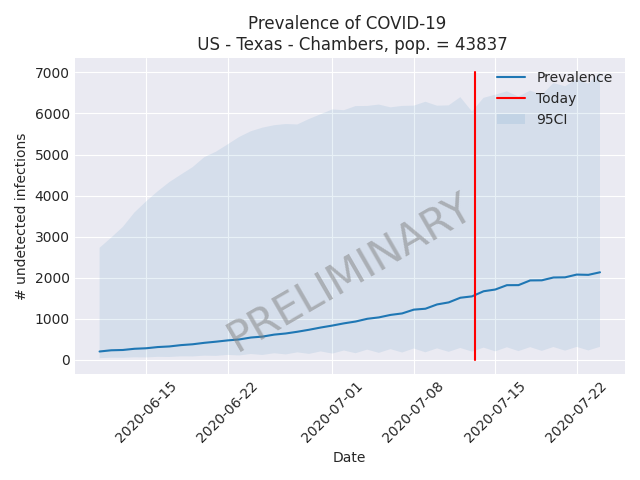 Prevalence of COVID-19
US - Texas - Chambers, pop. = 43837
7000
6000
5000
4000
3000
2000
1000
0
# undetected infections
Prevalence
Today
95CI
PRELIMINARY
2020-06-15
2020-06-22
2020-07-01
2020-07-08
2020-07-15
2020-07-22
Date